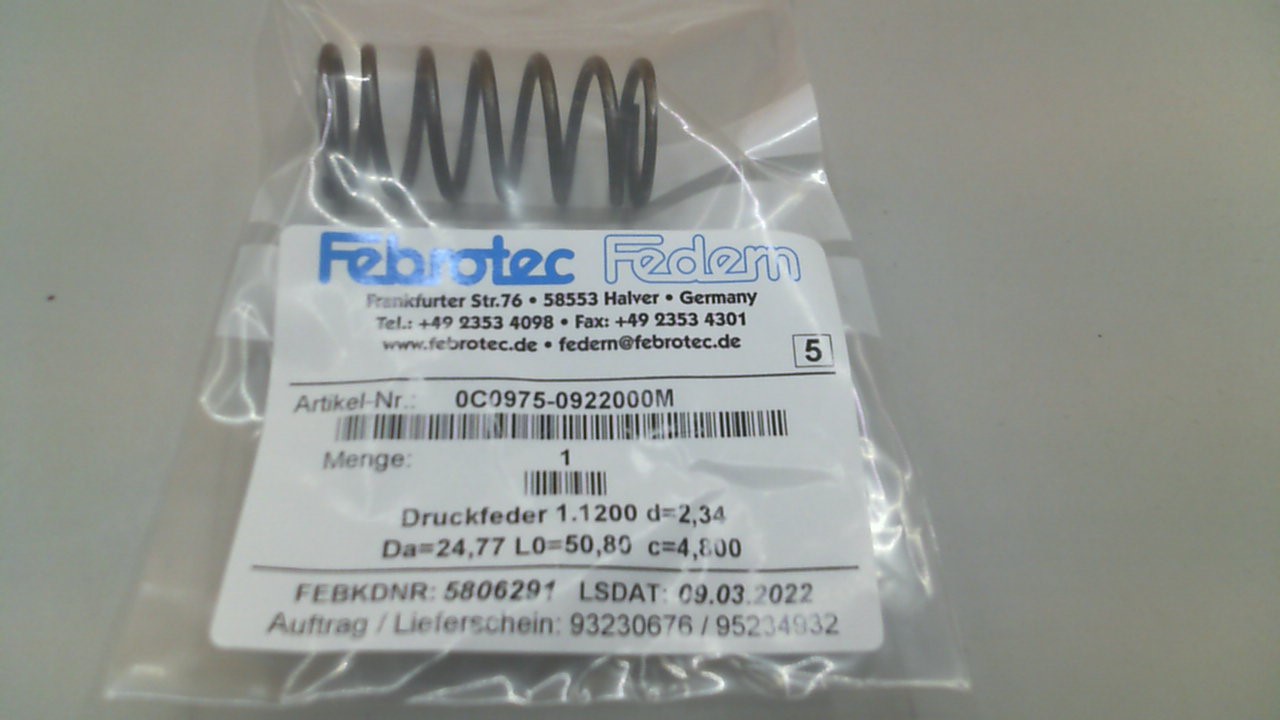 Febrotec Federn
Frankfurter Str.76 • 58553 Halver • Germany
Tel.: +49 2353 4098 • Fax: +49 2353 4301
www.febrotec.de • federn@febrotec.de
5
Artikel-Nr.: 0C0975-0922000M
Menge: 1
Druckfeder 1.1200 d=2,34
Da=24,77 L0=50,80 c=4,800
FEBKDNR: 5806291 LSDAT: 09.03.2022
Auftrag / Lieferschein: 93230676 / 95234932